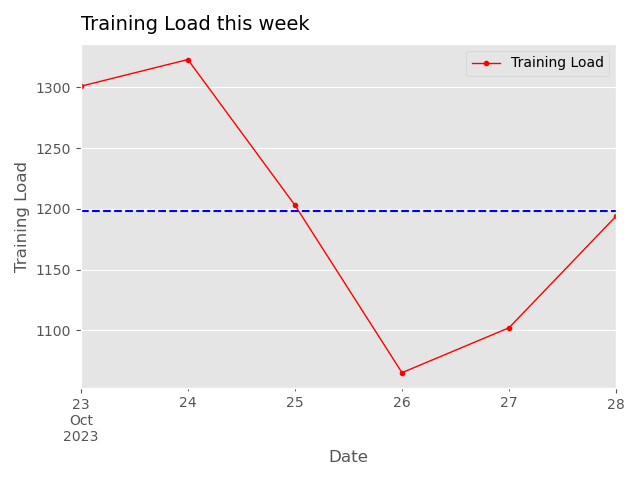 Training Load this week
Training Load
1300
1250
1200
1150
1100
Training Load
23
Oct
2023
24
25
26
27
28
Date